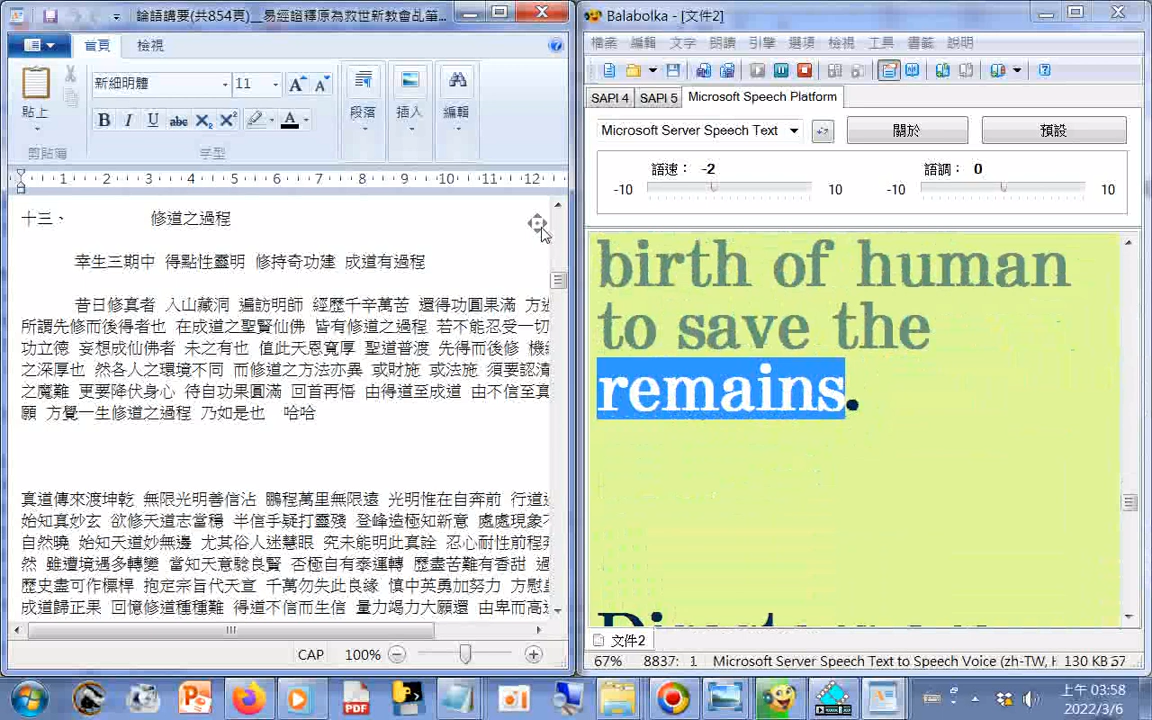 論語講要(共854頁)__易經證釋原為救世新教會乩筆...
首頁
檢視
新細明體
11
貼上
段落
插入
編輯
剪貼簿
字型
1 2 3 4 5 6 7 8 9 10 11 12
十三、 修道之過程
幸生三期中 得點性靈明 修持奇功建 成道有過程
昔日修真者 入山藏洞 遍訪明師 經歷千辛萬苦 還得功圓果滿 方
所謂先修而後得者也 在成道之聖賢仙佛 皆有修道之過程 若不能忍受一切
功立德 妄想成仙佛者 未之有也 值此天恩寬厚 聖道普渡 先得而後修 機
之深厚也 然各人之環境不同 而修道之方法亦異 或財施 或法施 須要認清
之魔難 更要降伏身心 待自功果圓滿 回首再悟 由得道至成道 由不信至真
願 方覺一生修道之過程 乃如是也 哈哈
真道傳來渡坤乾 無限光明善信沾 鵬程萬里無限遠 光明惟在自奔前 行道
始知真妙玄 欲修天道志當穩 半信乎疑打靈殘 登峰造極知新意 處處現象
自然曉 始知天道妙無邊 尤其俗人迷慧眼 究未能明此真詮 忍心耐性前程
然 雖遭境遇多轉變 當知天意騐良賢 否極自有泰運轉 歷盡苦難有香甜 過
歷史盡可作標桿 抱定宗旨代天宣 千萬勿失此良緣 慎中英勇加努力 方慰
成道歸正果 回憶修道種種難 得道不信而生信 量力竭力大願還 由卑而高
CAP 100%
Balabolka - [文件2]
檔案 編輯 文字 朗讀 引擎 選項 檢視 工具 書籤 說明
SAPI 4 SAPI 5 Microsoft Speech Platform
Microsoft Server Speech Text
關於
預設
語速： -2
語調： 0
-10 10 -10 10
birth of human
to save the
remains.
文件2
67% 8837: 1 Microsoft Server Speech Text to Speech Voice (zh-TW, H 130 KB
上午 03:58
2022/3/6